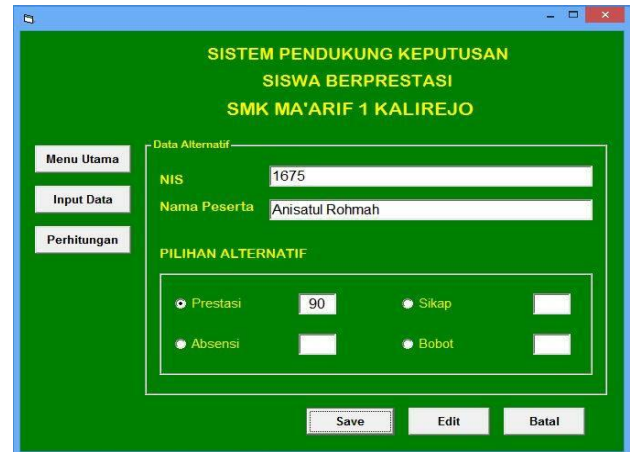 SISTEM PENDUKUNG KEPUTUSAN
SISWA BERPRESTASI
SMK MA'ARIF 1 KALIREJO
Menu Utama
Input Data
Perhitungan
Data Alternatif
NIS 1675
Nama Peserta Anisatul Rohmah
PILIHAN ALTERNATIF
Prestasi 90 Sikap
Absensi Bobot
Save Edit Batal